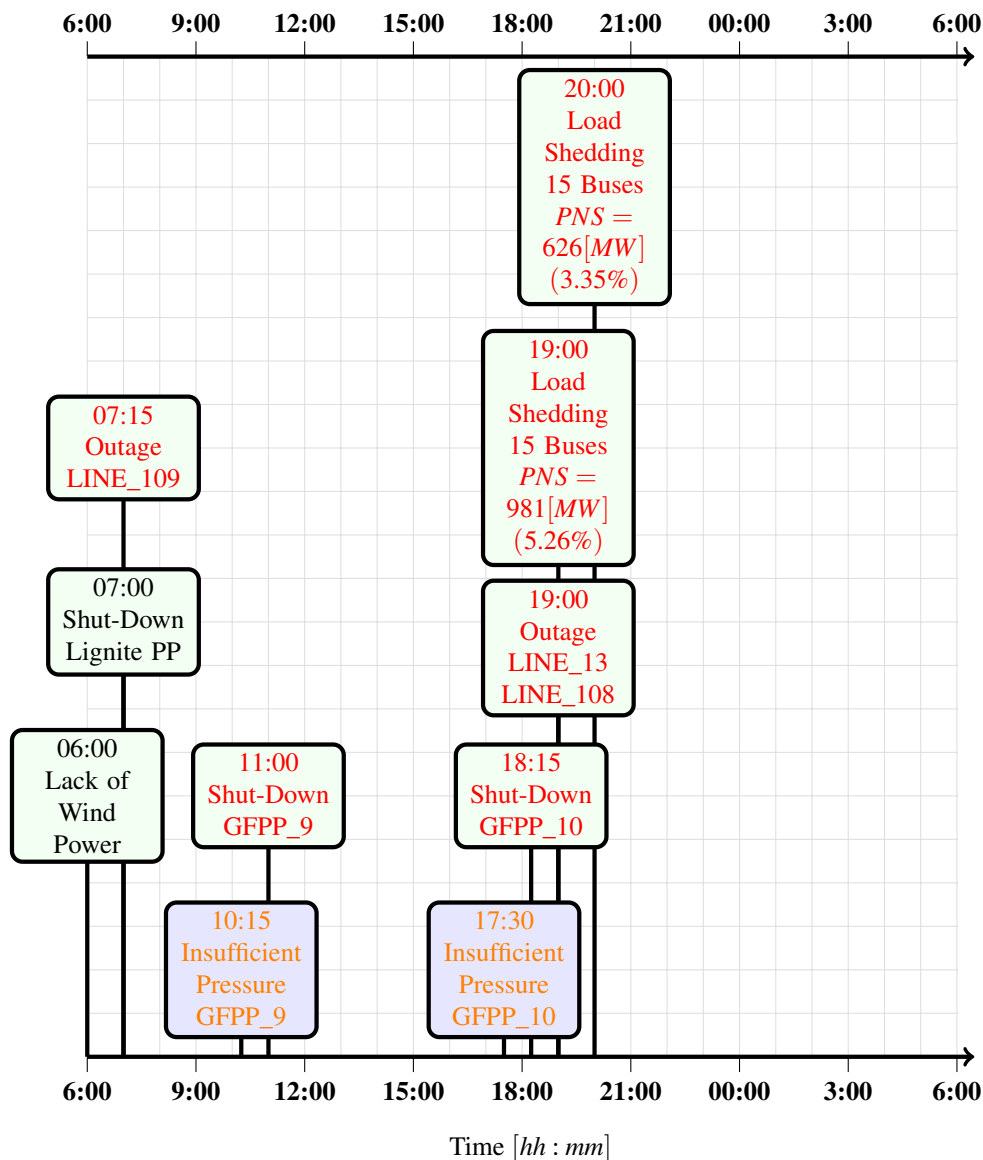 6:00 9:00 12:00 15:00 18:00 21:00 00:00 3:00 6:00
20:00
Load
Shedding
15 Buses
PNS =
626[MW]
(3.35%)
19:00
Load
Shedding
15 Buses
PNS =
981[MW]
(5.26%)
07:15
Outage
LINE_109
07:00
Shut-Down
Lignite PP
19:00
Outage
LINE_13
LINE_108
06:00
Lack of
Wind
Power
11:00
Shut-Down
GFPP_9
18:15
Shut-Down
GFPP_10
10:15
Insufficient
Pressure
GFPP_9
17:30
Insufficient
Pressure
GFPP_10
6:00 9:00 12:00 15:00 18:00 21:00 00:00 3:00 6:00
Time [hh : mm]